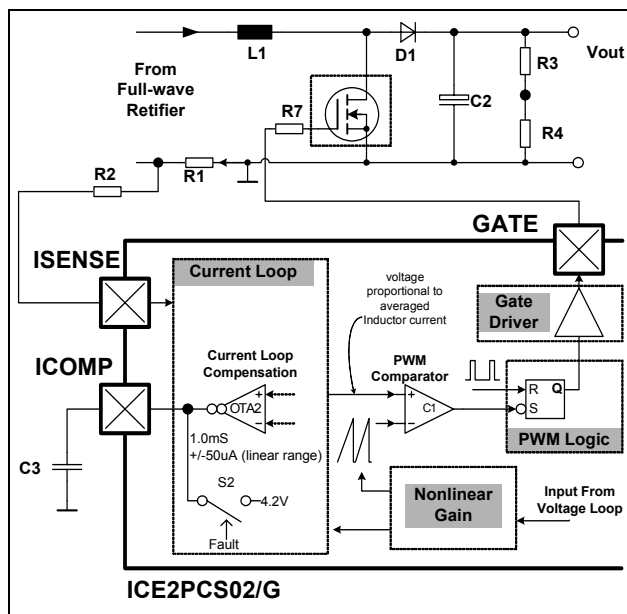 L1
D1
Vout
From
Full-wave
Retifier
R7
C2
R3
R4
R2
R1
GATE
ISENSE
Current Loop
voltage
proportional to
averaged
Inductor current
Gate
Driver
ICOMP
Current Loop
Compensation
PWM
Comparator
+
OTA2
−
+
C1
−
R Q
S
PWM Logic
1.0mS
+/-50uA (linear range)
C3
S2
4.2V
Fault
Nonlinear
Gain
Input From
Voltage Loop
ICE2PCS02/G